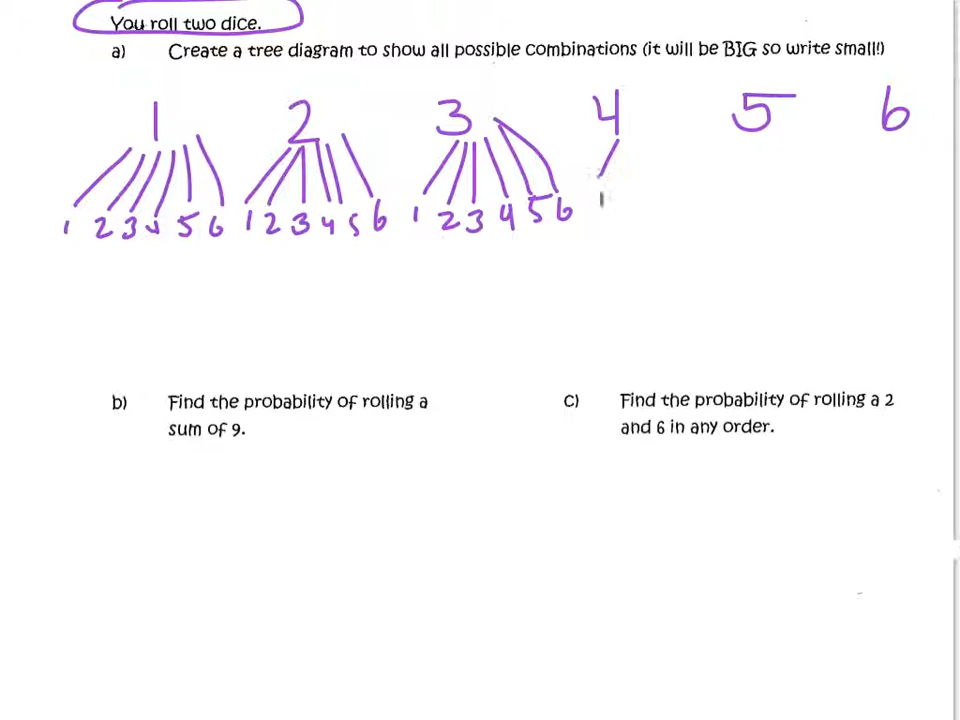 You roll two dice.
a) Create a tree diagram to show all possible combinations (it will be BIG so write small!)
1 2 3 4 5 6
1 2 3 4 5 6 1 2 3 4 5 6 1 2 3 4 5 6 1
b) Find the probability of rolling a
sum of 9.
c) Find the probability of rolling a 2
and 6 in any order.